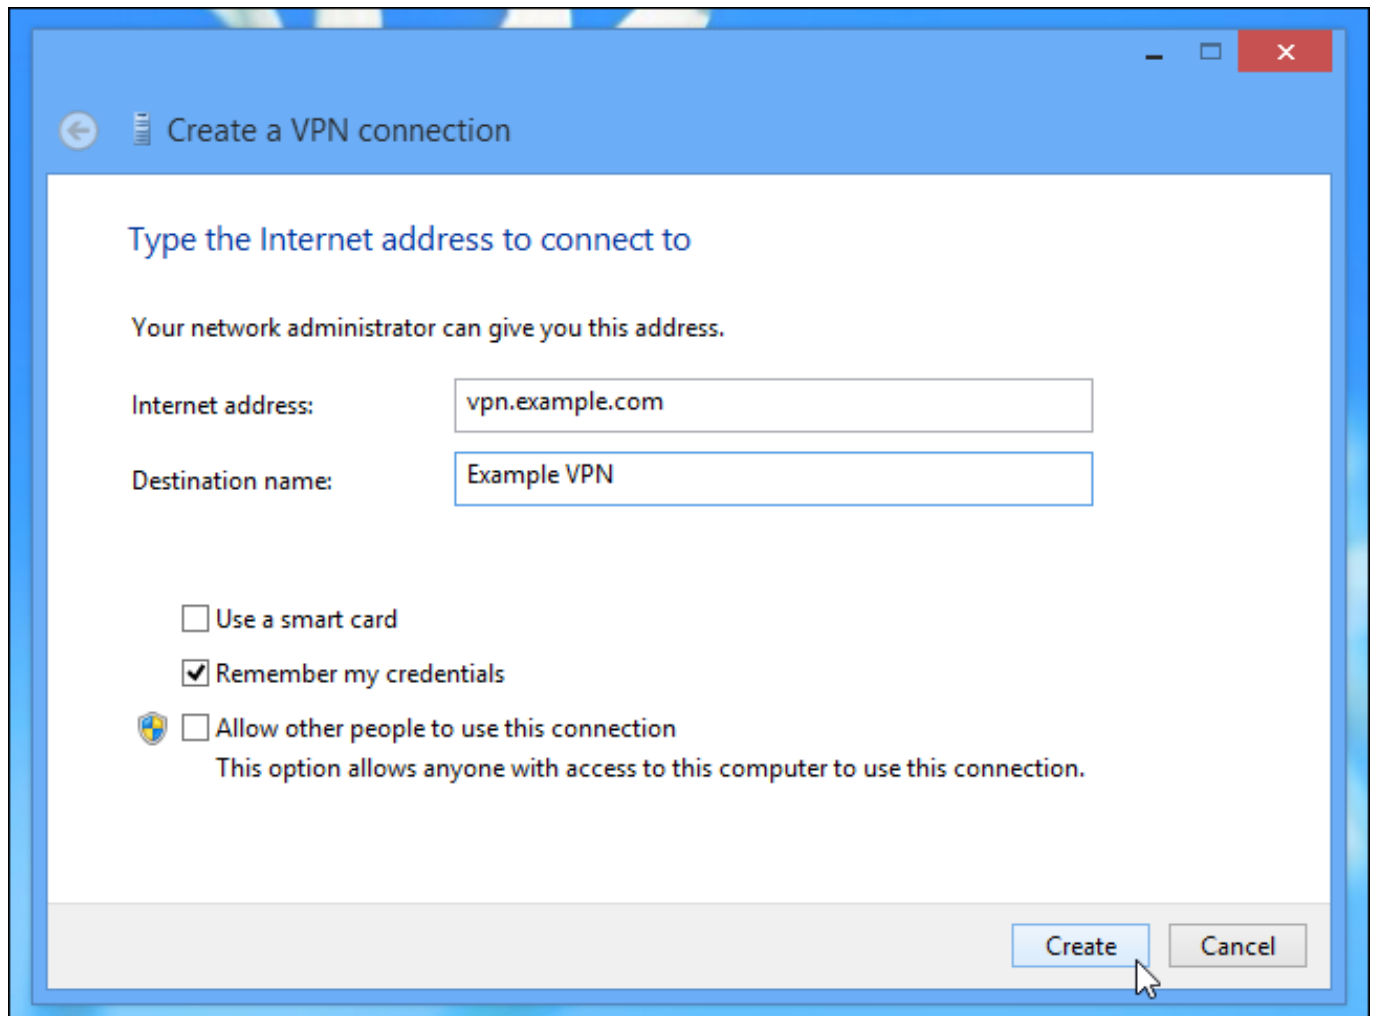 Create a VPN connection
Type the Internet address to connect to
Your network administrator can give you this address.
Internet address: vpn.example.com
Destination name: Example VPN
Use a smart card
Remember my credentials
Allow other people to use this connection
This option allows anyone with access to this computer to use this connection.
Create Cancel